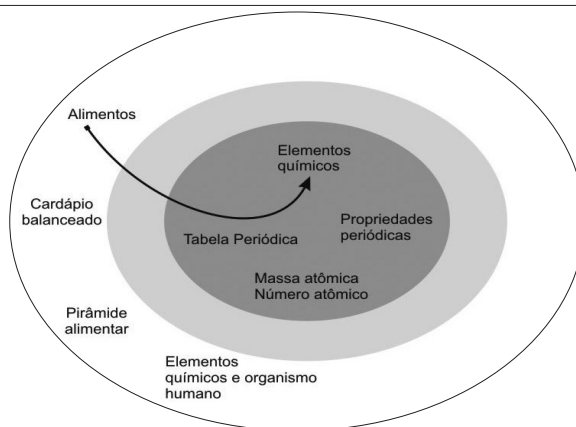 Alimentos
Elementos
químicos
Cardápio
balanceado
Propriedades
periódicas
Tabela Periódica
Massa atômica
Número atômico
Pirâmide
alimentar
Elementos
químicos e organismo
humano